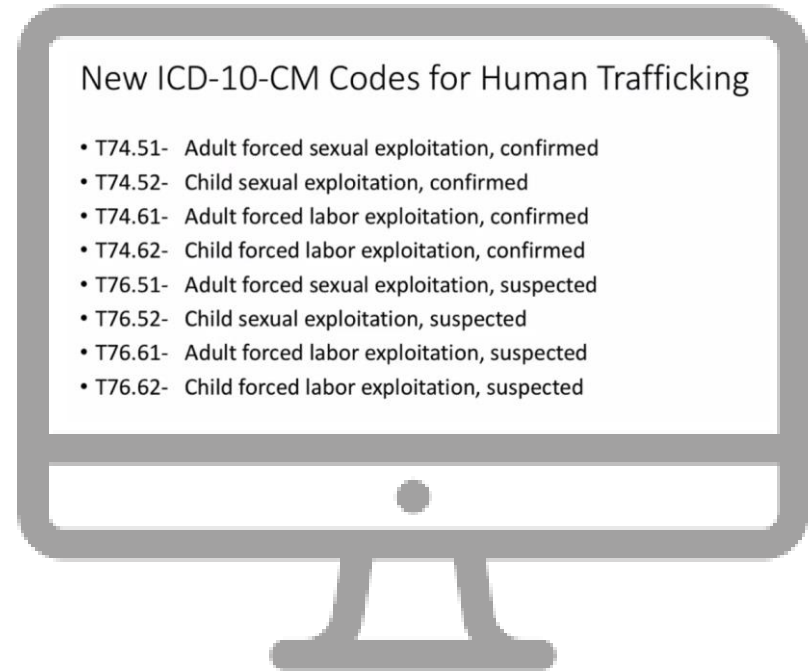 New ICD-10-CM Codes for Human Trafficking
• T74.51- Adult forced sexual exploitation, confirmed
• T74.52- Child sexual exploitation, confirmed
• T74.61- Adult forced labor exploitation, confirmed
• T74.62- Child forced labor exploitation, confirmed
• T76.51- Adult forced sexual exploitation, suspected
• T76.52- Child sexual exploitation, suspected
• T76.61- Adult forced labor exploitation, suspected
• T76.62- Child forced labor exploitation, suspected